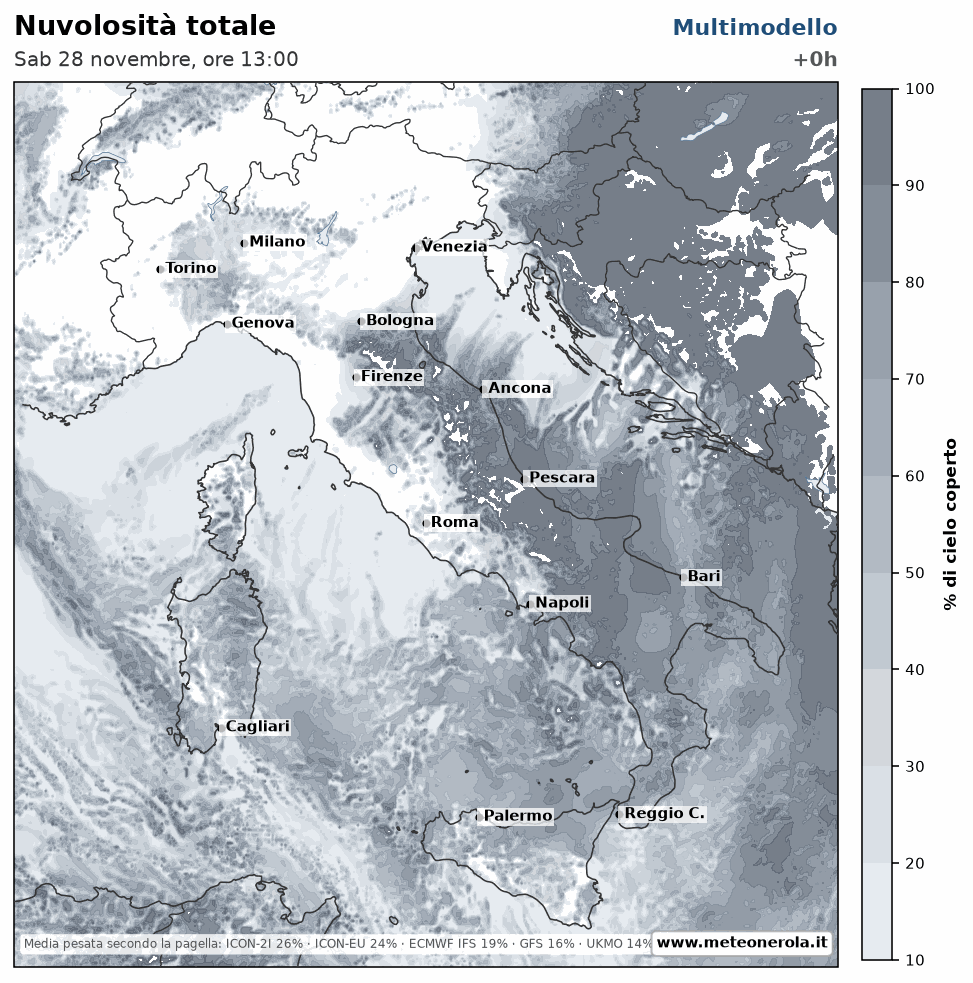 Nuvolosità totale
Multimodello
Sab 28 novembre, ore 13:00
+0h
100
90
80
70
60
50
40
30
20
10
% di cielo coperto
Milano
Venezia
Torino
Genova
Bologna
Firenze
Ancona
Pescara
Roma
Bari
Napoli
Cagliari
Palermo
Reggio C.
Media pesata secondo la pagella: ICON-2I 26% · ICON-EU 24% · ECMWF IFS 19% · GFS 16% · UKMO 14%
www.meteonerola.it